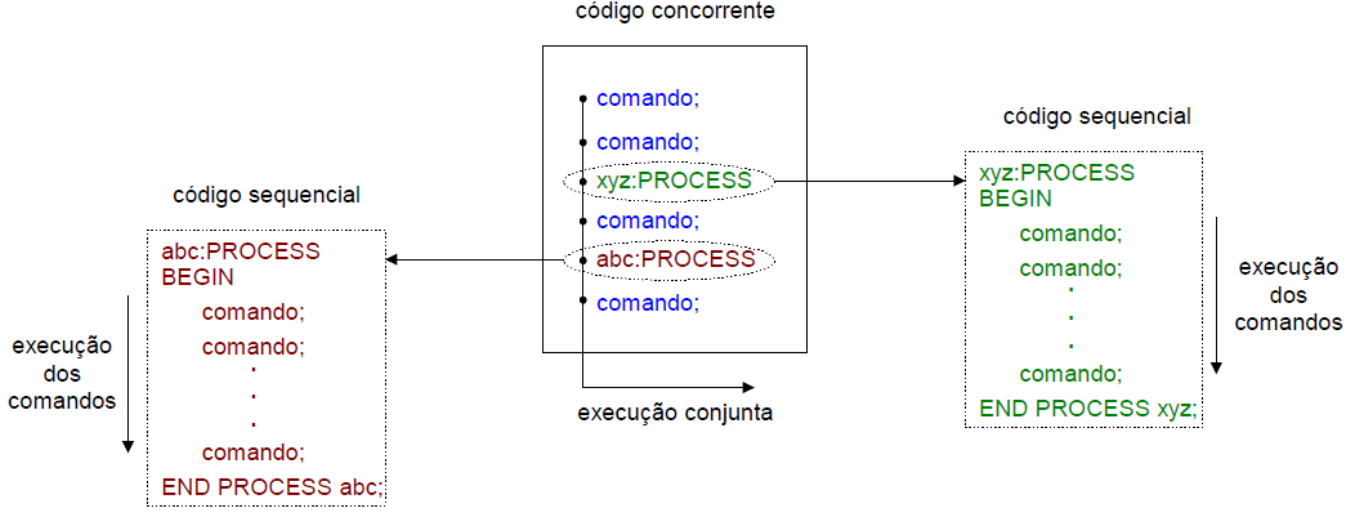 código concorrente
comando;
comando;
xyz:PROCESS
comando;
abc:PROCESS
comando;
execução conjunta
código sequencial
abc:PROCESS
BEGIN
comando;
comando;
.
.
.
comando;
END PROCESS abc;
execução
dos
comandos
código sequencial
xyz:PROCESS
BEGIN
comando;
comando;
.
.
.
comando;
END PROCESS xyz;
execução
dos
comandos